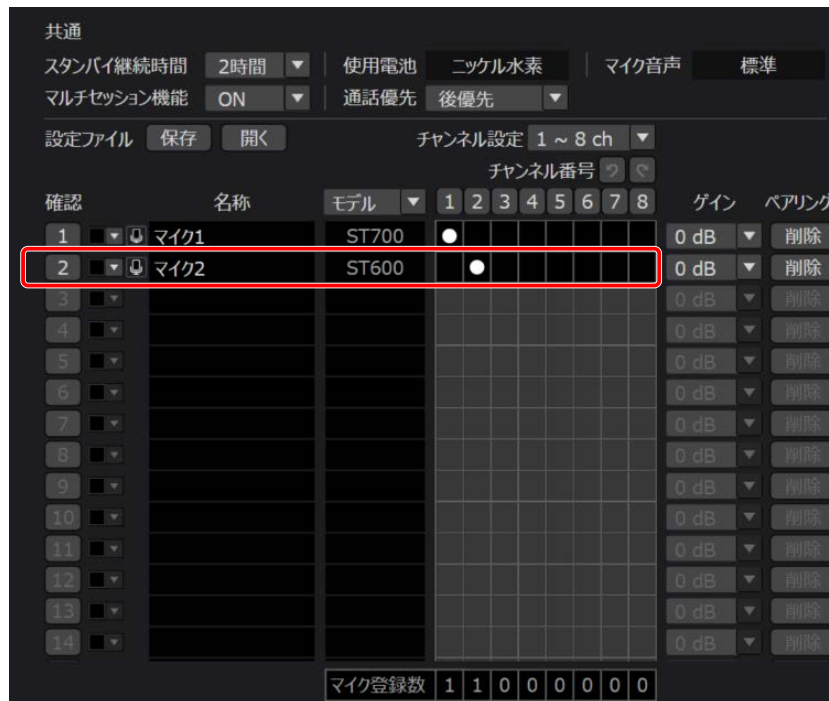 共通
スタンバイ継続時間 2時間 使用電池 ニッケル水素 マイク音声 標準
マルチセッション機能 ON 通話優先 後優先
設定ファイル 保存 開く チャンネル設定 1 ~ 8 ch
チャンネル番号
確認 名称 モデル 1 2 3 4 5 6 7 8 ゲイン ペアリング
1 マイク1 ST700 0 dB 削除
2 マイク2 ST600 0 dB 削除
3 0 dB 削除
4 0 dB 削除
5 0 dB 削除
6 0 dB 削除
7 0 dB 削除
8 0 dB 削除
9 0 dB 削除
10 0 dB 削除
11 0 dB 削除
12 0 dB 削除
13 0 dB 削除
14 0 dB 削除
マイク登録数 1 1 0 0 0 0 0 0